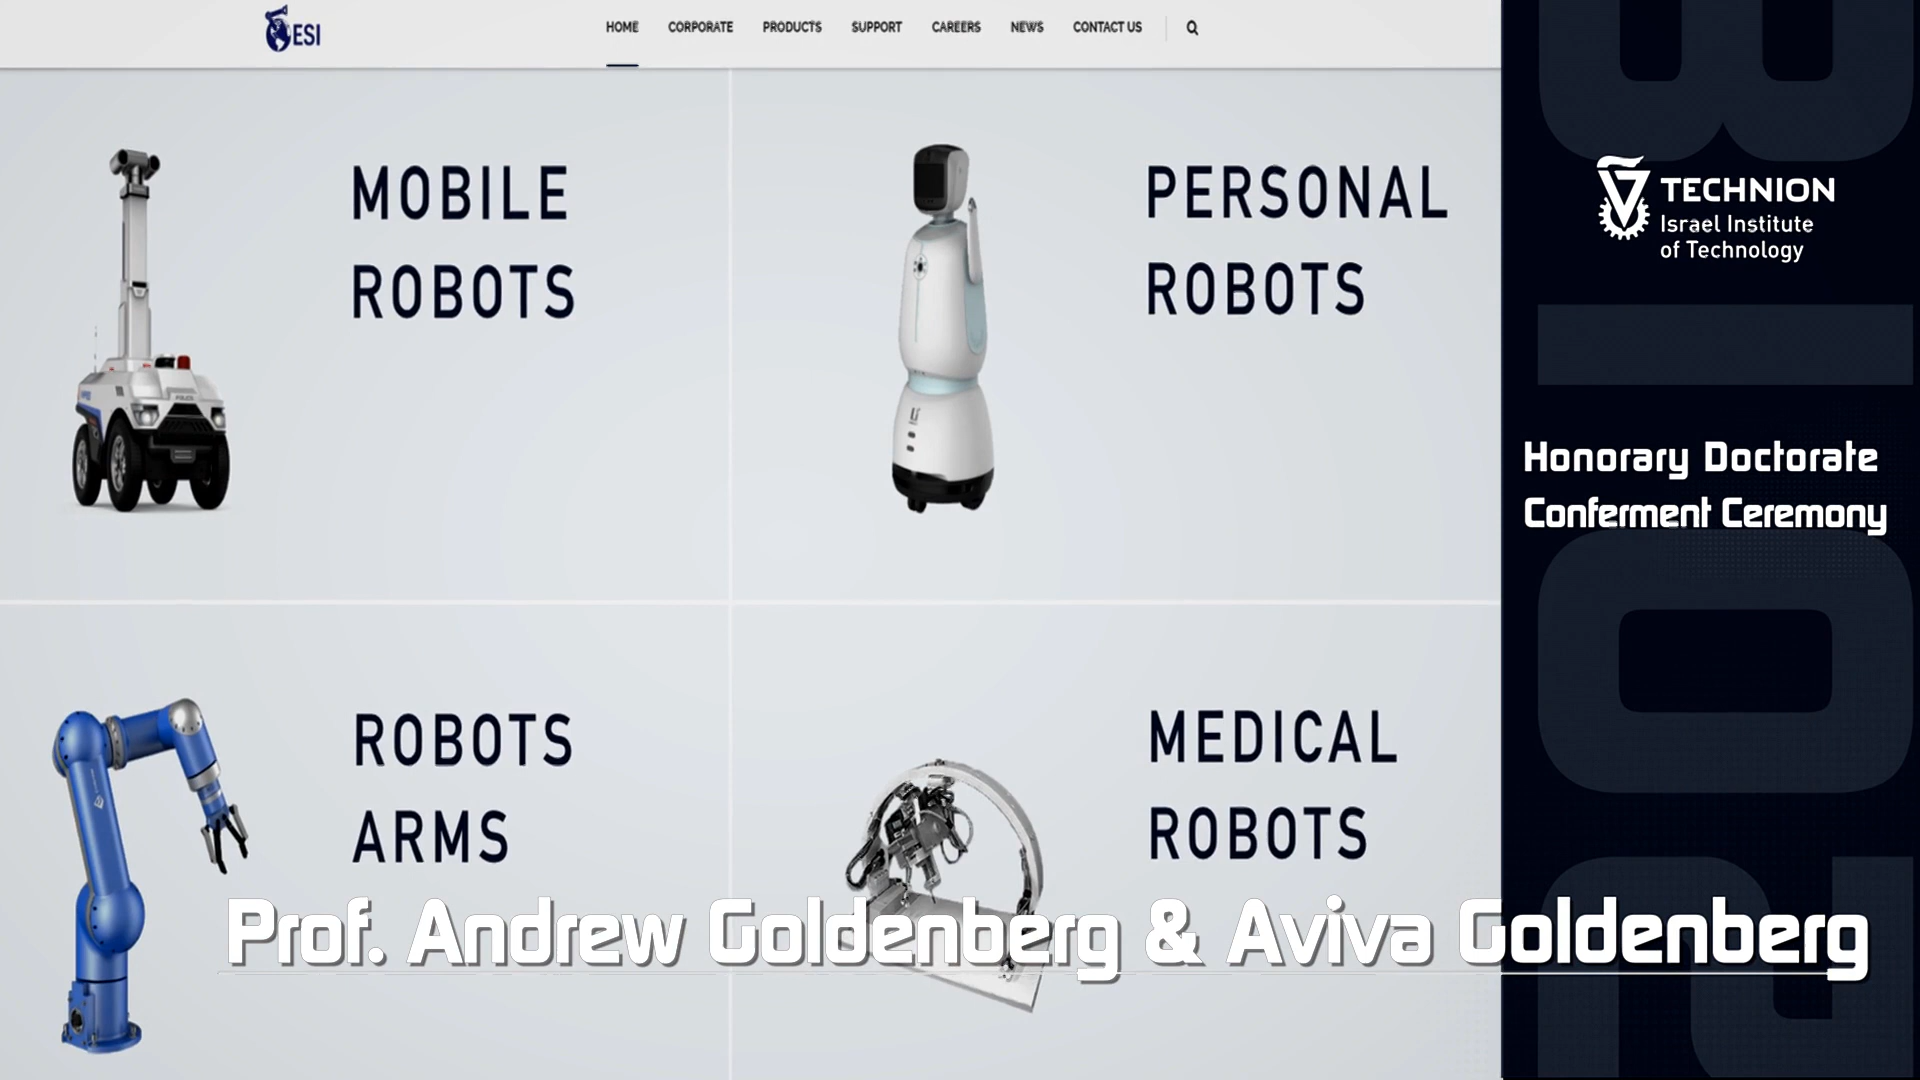 ESI
HOME CORPORATE PRODUCTS SUPPORT CAREERS NEWS CONTACT US
MOBILE
ROBOTS
PERSONAL
ROBOTS
ROBOTS
ARMS
MEDICAL
ROBOTS
TECHNION
Israel Institute
of Technology
Honorary Doctorate
Conferment Ceremony
Prof. Andrew Goldenberg & Aviva Goldenberg